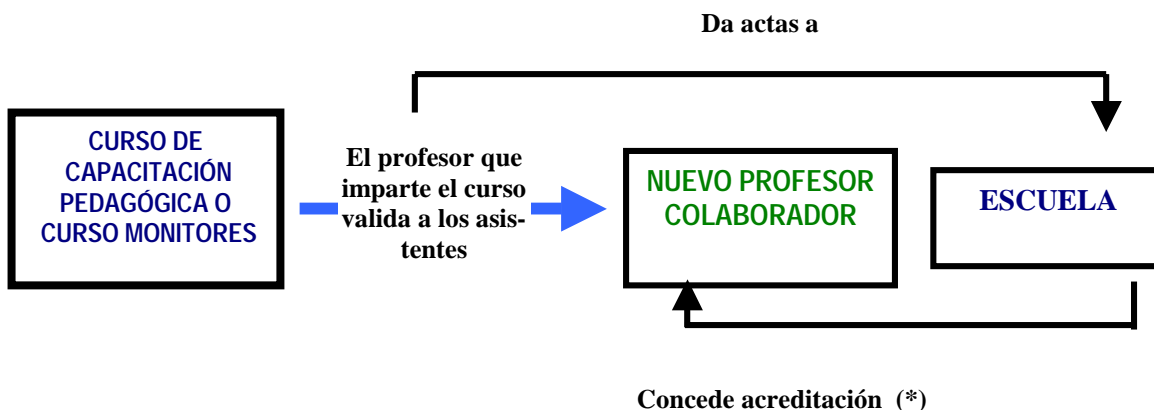 Da actas a
CURSO DE
CAPACITACIÓN
PEDAGÓGICA O
CURSO MONITORES
El profesor que
imparte el curso
valida a los asis-
tentes
NUEVO PROFESOR
COLABORADOR
ESCUELA
Concede acreditación (*)